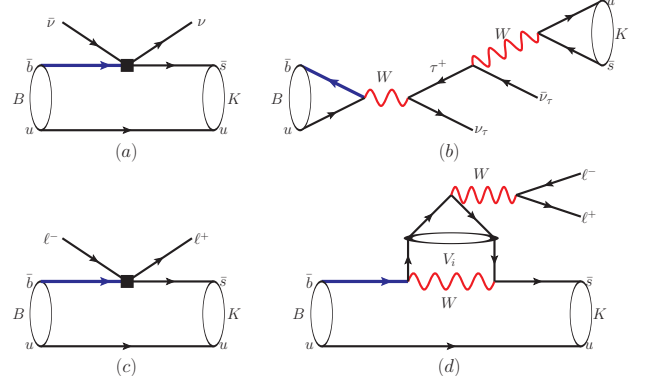 ν̄ ν
b̄ s̄
B K
u u
(a)
u
W K
s̄
b̄ W τ⁺
B ν̄_τ
u ν_τ
(b)
ℓ⁻ ℓ⁺
b̄ s̄
B K
u u
(c)
W ℓ⁻
ℓ⁺
V_i
b̄ s̄
W
B K
u u
(d)